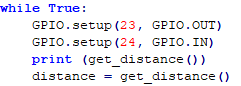 while True:
    GPIO.setup(23, GPIO.OUT)
    GPIO.setup(24, GPIO.IN)
    print (get_distance())
    distance = get_distance()